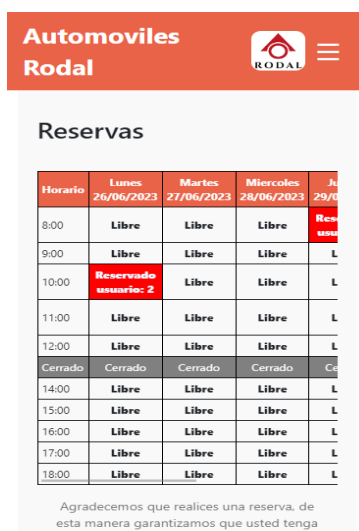 Automoviles
Rodal
RODAL
Reservas
Horario Lunes 26/06/2023 Martes 27/06/2023 Miercoles 28/06/2023
8:00 Libre Libre Libre
9:00 Libre Libre Libre L
10:00 Reservado usuario: 2 Libre Libre L
11:00 Libre Libre Libre L
12:00 Libre Libre Libre L
Cerrado Cerrado Cerrado Cerrado Ce
14:00 Libre Libre Libre L
15:00 Libre Libre Libre L
16:00 Libre Libre Libre L
17:00 Libre Libre Libre L
18:00 Libre Libre Libre L
Agradecemos que realices una reserva, de
esta manera garantizamos que usted tenga